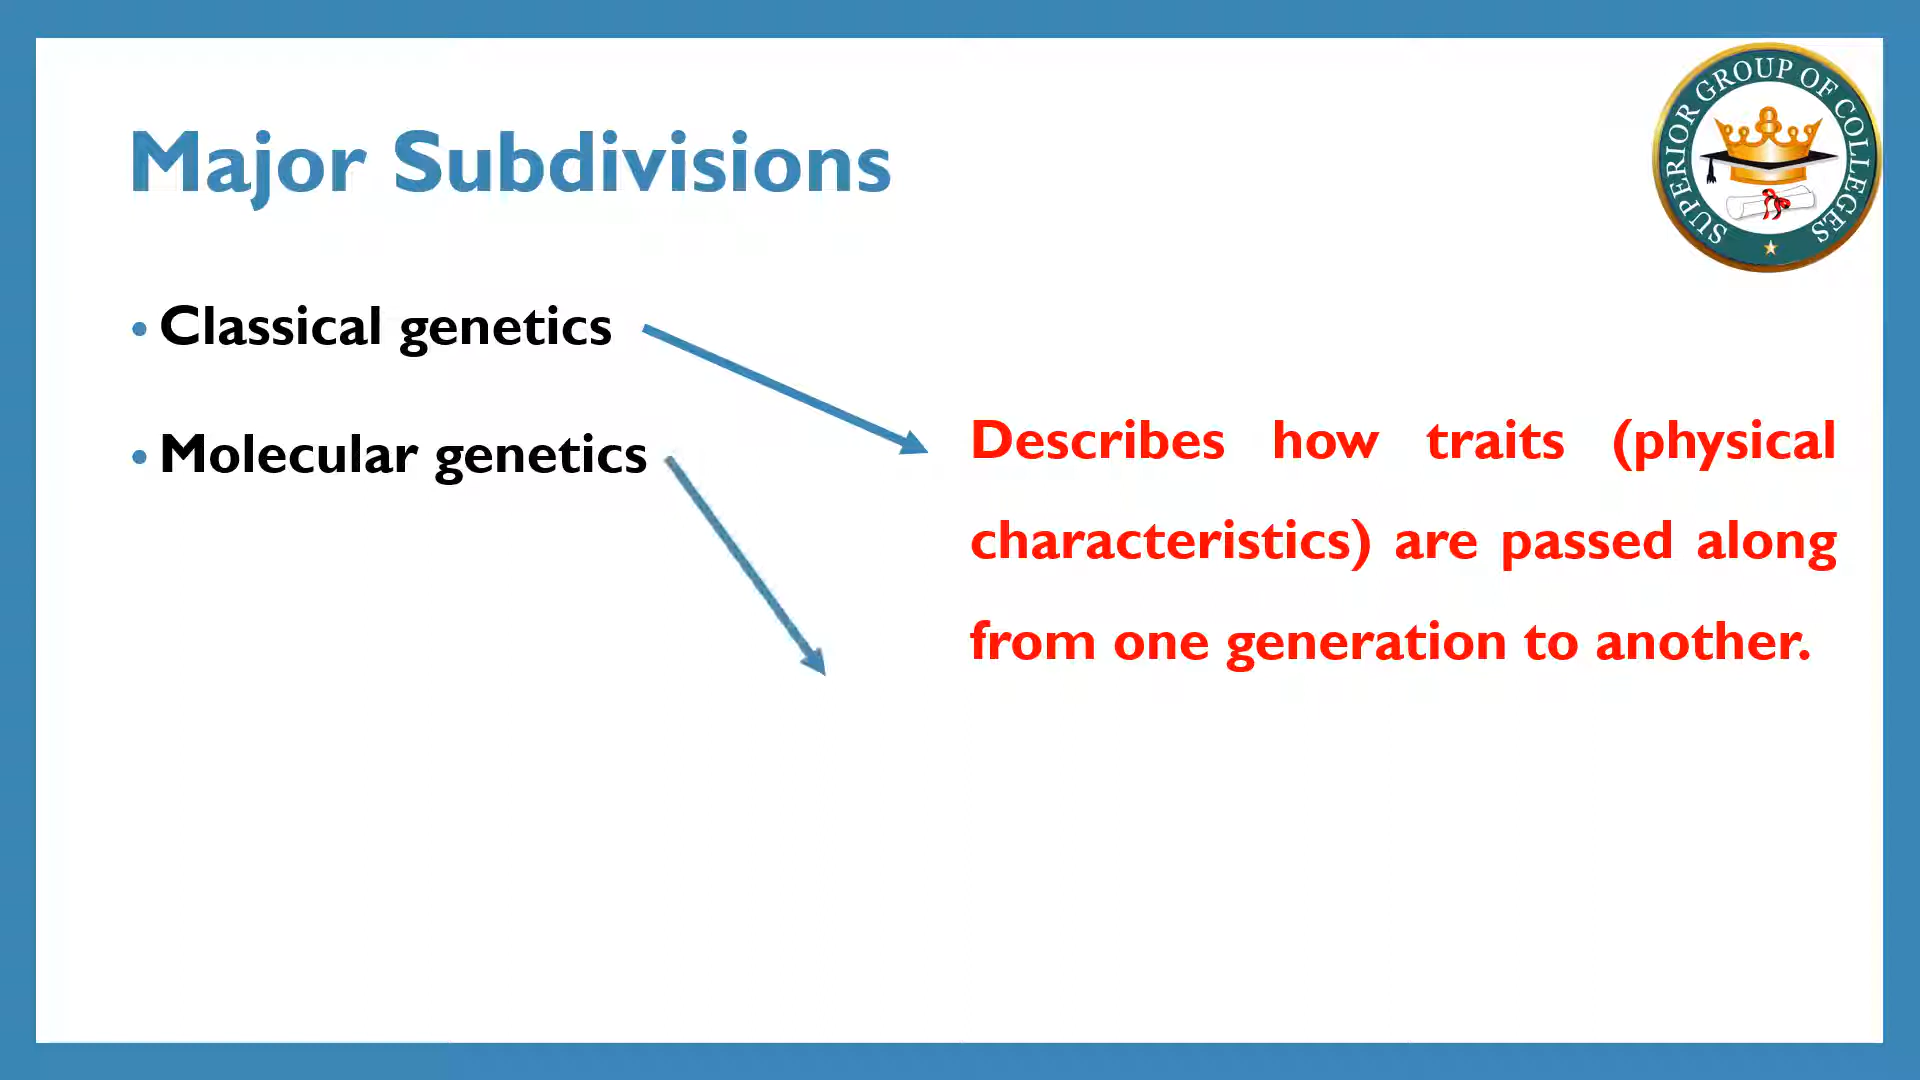 SUPERIOR GROUP OF COLLEGES
Major Subdivisions
• Classical genetics
• Molecular genetics
Describes how traits (physical
characteristics) are passed along
from one generation to another.